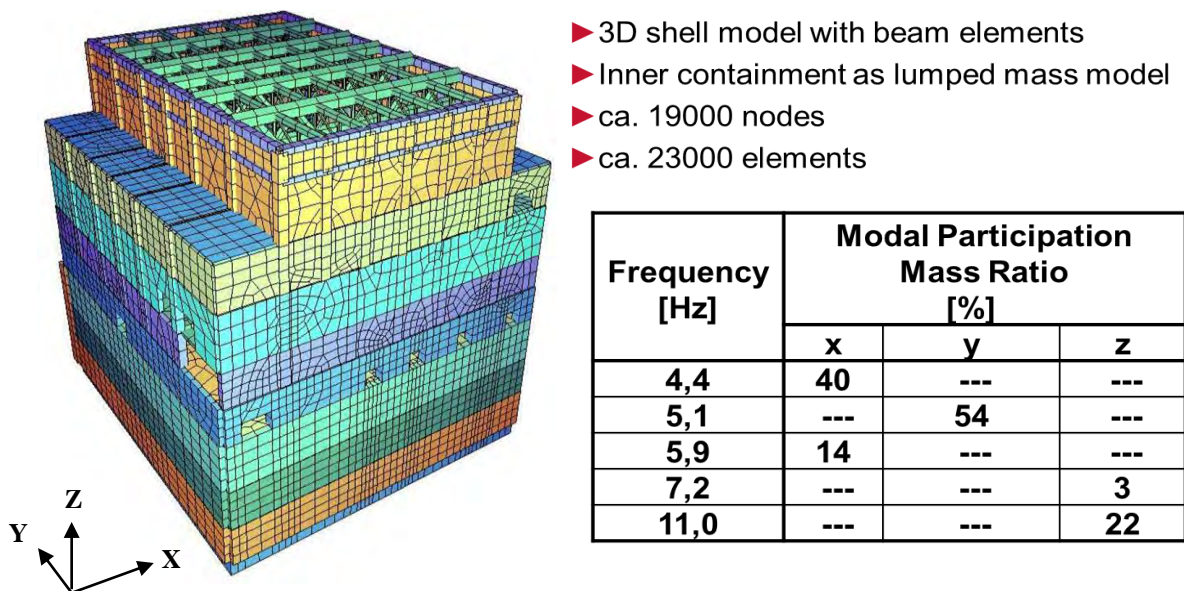 ▶ 3D shell model with beam elements
▶ Inner containment as lumped mass model
▶ ca. 19000 nodes
▶ ca. 23000 elements
Frequency
[Hz]
Modal Participation
Mass Ratio
[%]
x y z
4,4 40 --- ---
5,1 --- 54 ---
5,9 14 --- ---
7,2 --- --- 3
11,0 --- --- 22
Z
Y
X